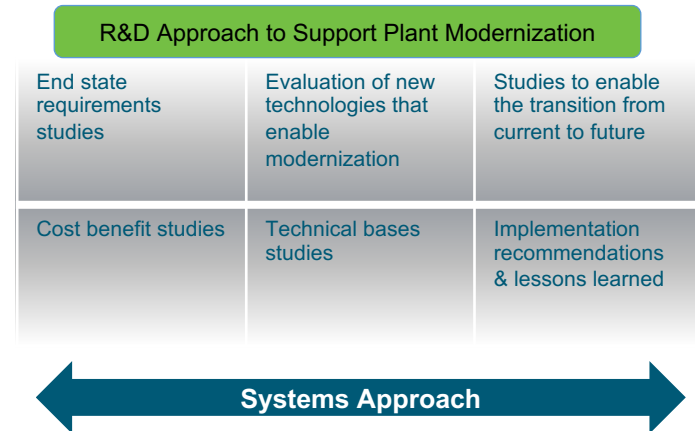 R&D Approach to Support Plant Modernization
End state
requirements
studies
Evaluation of new
technologies that
enable
modernization
Studies to enable
the transition from
current to future
Cost benefit studies
Technical bases
studies
Implementation
recommendations
& lessons learned
Systems Approach